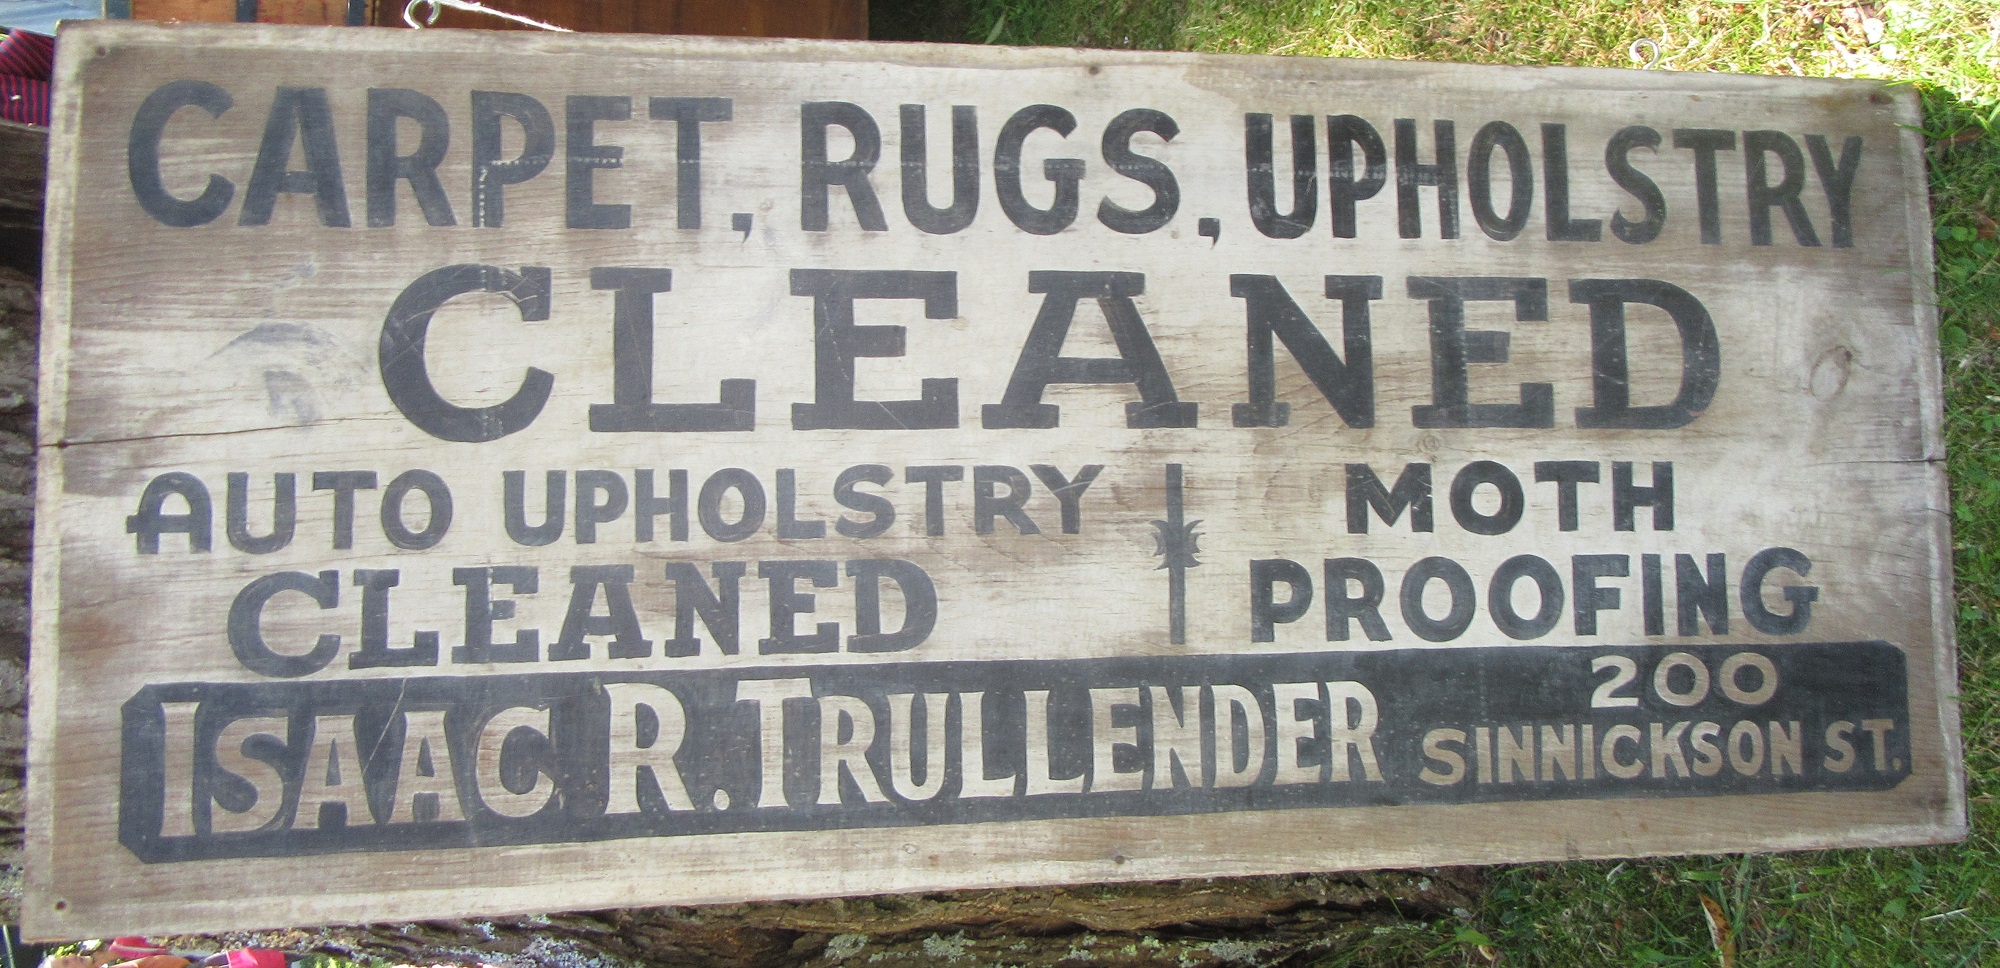 CARPET, RUGS, UPHOLSTRY
CLEANED
AUTO UPHOLSTRY
CLEANED
MOTH
PROOFING
ISAAC R. TRULLENDER
200
SINNICKSON ST.